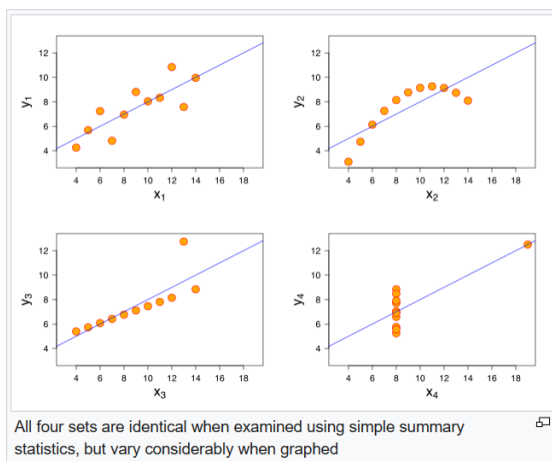 12
10
8
6
4
y1
4 6 8 10 12 14 16 18
x1
12
10
8
6
4
y2
4 6 8 10 12 14 16 18
x2
12
10
8
6
4
y3
4 6 8 10 12 14 16 18
x3
12
10
8
6
4
y4
4 6 8 10 12 14 16 18
x4
All four sets are identical when examined using simple summary
statistics, but vary considerably when graphed